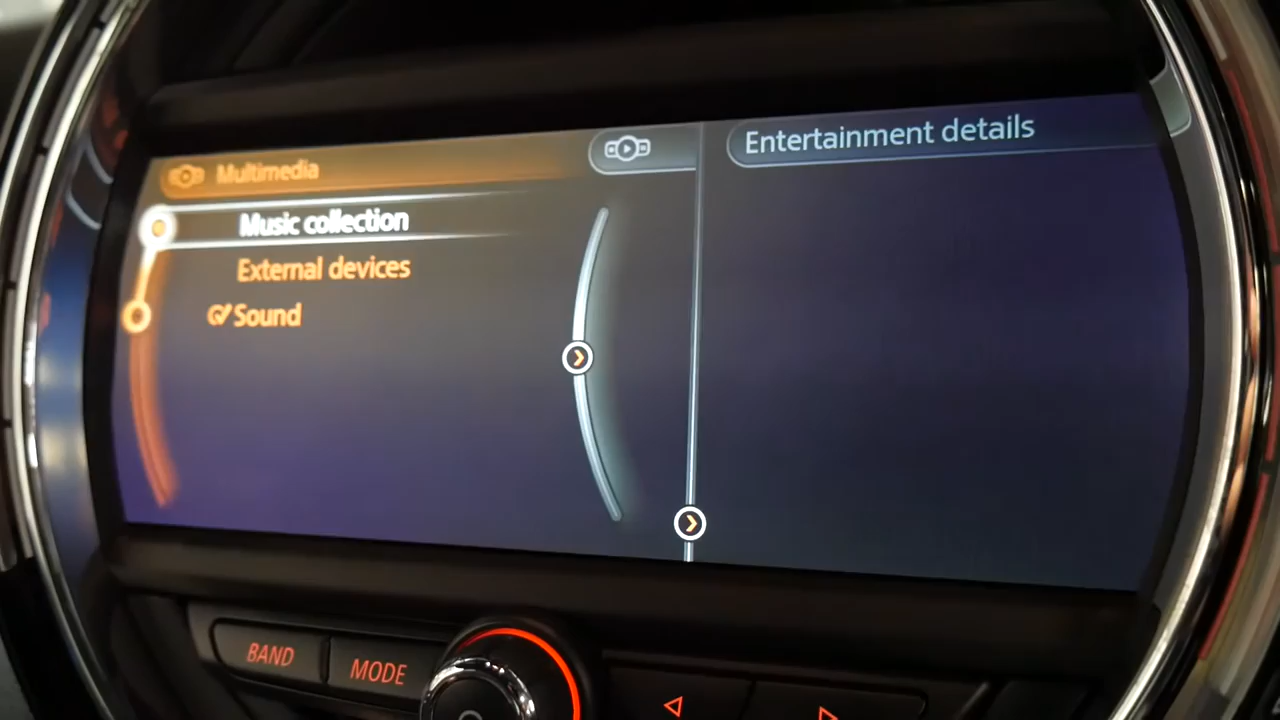 Multimedia
Music collection
External devices
Sound
Entertainment details
BAND
MODE